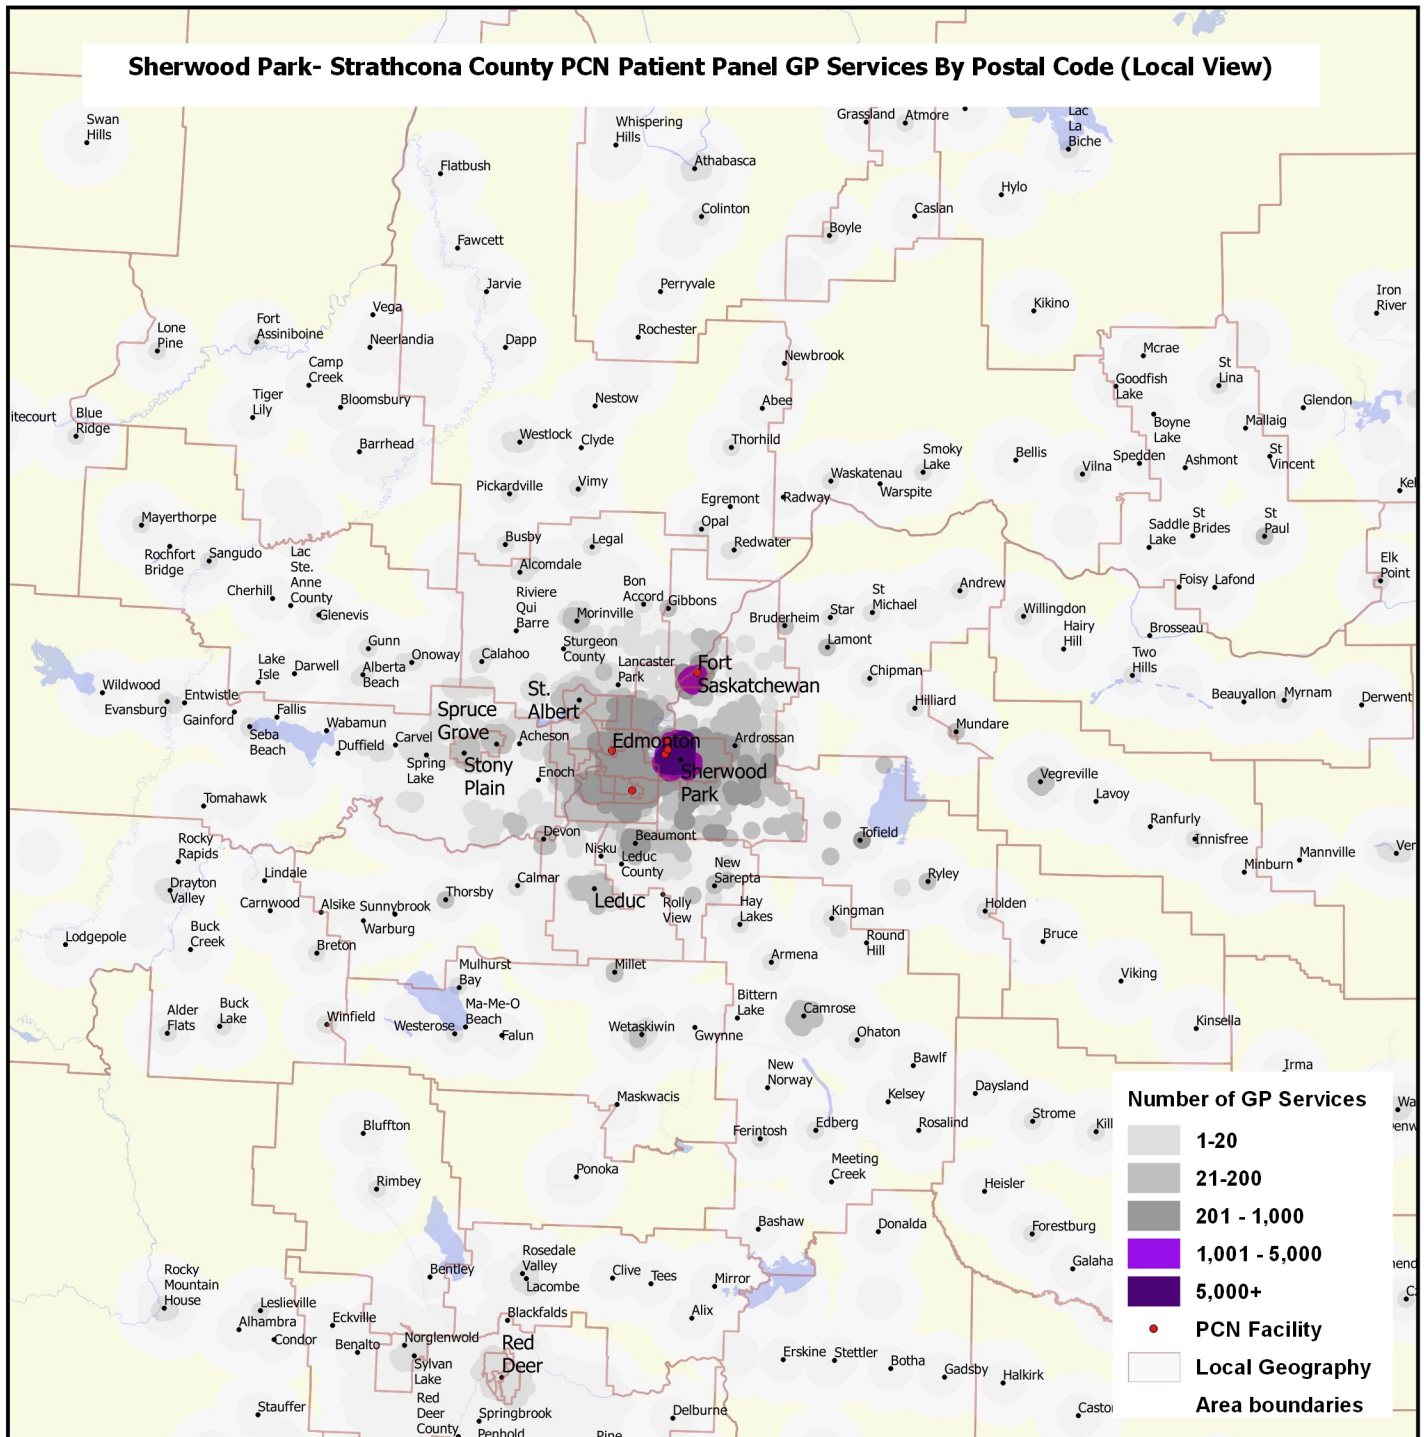 Sherwood Park- Strathcona County PCN Patient Panel GP Services By Postal Code (Local View)
Swan
Hills
Whispering
Hills
Grassland
Atmore
Lac
La
Biche
Flatbush
Athabasca
Hylo
Colinton
Caslan
Boyle
Fawcett
Jarvie
Perryvale
Kikino
Iron
River
Vega
Fort
Assiniboine
Lone
Pine
Neerlandia
Dapp
Rochester
Newbrook
Mcrae
Camp
Creek
St
Lina
Goodfish
Lake
Tiger
Lily
Bloomsbury
Nestow
Abee
Glendon
itecourt
Blue
Ridge
Boyne
Lake
Mallaig
Barrhead
Westlock
Clyde
Thorhild
Smoky
Lake
Bellis
Vilna
Spedden
Ashmont
St
Vincent
Pickardville
Vimy
Waskatenau
Warspite
Egremont
Radway
Kel
Mayerthorpe
Opal
Saddle
Lake
St
Brides
St
Paul
Rochfort
Bridge
Sangudo
Busby
Legal
Redwater
Lac
Ste.
Anne
County
Cherhill
Glenevis
Alcomdale
Elk
Point
Riviere
Qui
Barre
Bon
Accord
Gibbons
St
Michael
Andrew
Foisy
Lafond
Morinville
Bruderheim
Star
Willingdon
Hairy
Hill
Brosseau
Gunn
Onoway
Calahoo
Sturgeon
County
Lamont
Lake
Isle
Darwell
Alberta
Beach
Lancaster
Park
Fort
Saskatchewan
Chipman
Two
Hills
Wildwood
Evansburg
Entwistle
Gainford
Fallis
St.
Albert
Hilliard
Beauvallon
Myrnam
Derwent
Seba
Beach
Wabamun
Duffield
Carvel
Spruce
Grove
Acheson
Edmonton
Ardrossan
Mundare
Spring
Lake
Stony
Plain
Enoch
Sherwood
Park
Vegreville
Lavoy
Tomahawk
Ranfurly
Innisfree
Rocky
Rapids
Devon
Beaumont
Tofield
Nisku
Leduc
County
New
Sarepta
Minburn
Mannville
Ver
Lindale
Drayton
Valley
Calmar
Ryley
Carnwood
Alsike
Sunnybrook
Warburg
Thorsby
Leduc
Rolly
View
Hay
Lakes
Kingman
Holden
Lodgepole
Buck
Creek
Breton
Round
Hill
Bruce
Mulhurst
Bay
Millet
Armena
Viking
Alder
Flats
Buck
Lake
Winfield
Westerose
Ma-Me-O
Beach
Falun
Wetaskiwin
Gwynne
Bittern
Lake
Camrose
Ohaton
Kinsella
New
Norway
Bawlf
Irma
Maskwacis
Kelsey
Daysland
Bluffton
Ferintosh
Edberg
Rosalind
Strome
Kill
Wa
Rimbey
Ponoka
Meeting
Creek
Heisler
Bashaw
Donalda
Forestburg
Galaha
Rocky
Mountain
House
Bentley
Rosedale
Valley
Lacombe
Clive
Tees
Mirror
Alix
Leslieville
Alhambra
Condor
Eckville
Benalto
Blackfalds
Norglenwold
Sylvan
Lake
Red
Deer
Erskine
Stettler
Botha
Gadsby
Halkirk
Stauffer
Red
Deer
County
Springbrook
Penhold
Delburne
Pine
Castor
Number of GP Services
1-20
21-200
201 - 1,000
1,001 - 5,000
5,000+
PCN Facility
Local Geography
Area boundaries